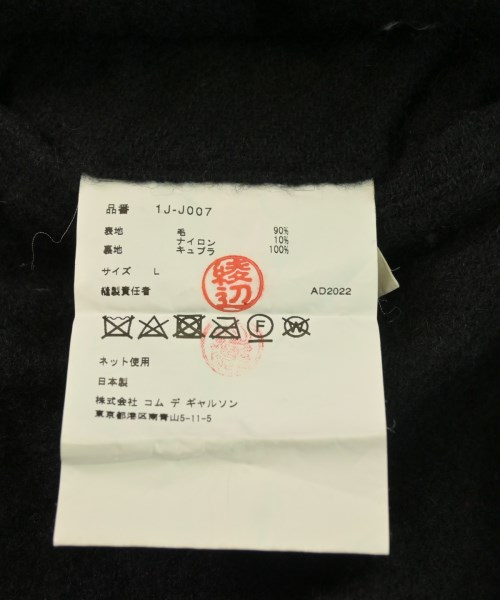 品番 1J-J007
表地 毛 90%
ナイロン 10%
裏地 キュプラ 100%
サイズ L
縫製責任者 AD2022
綾辺
F W
ネット使用
日本製
株式会社 コム デ ギャルソン
東京都港区南青山5-11-5